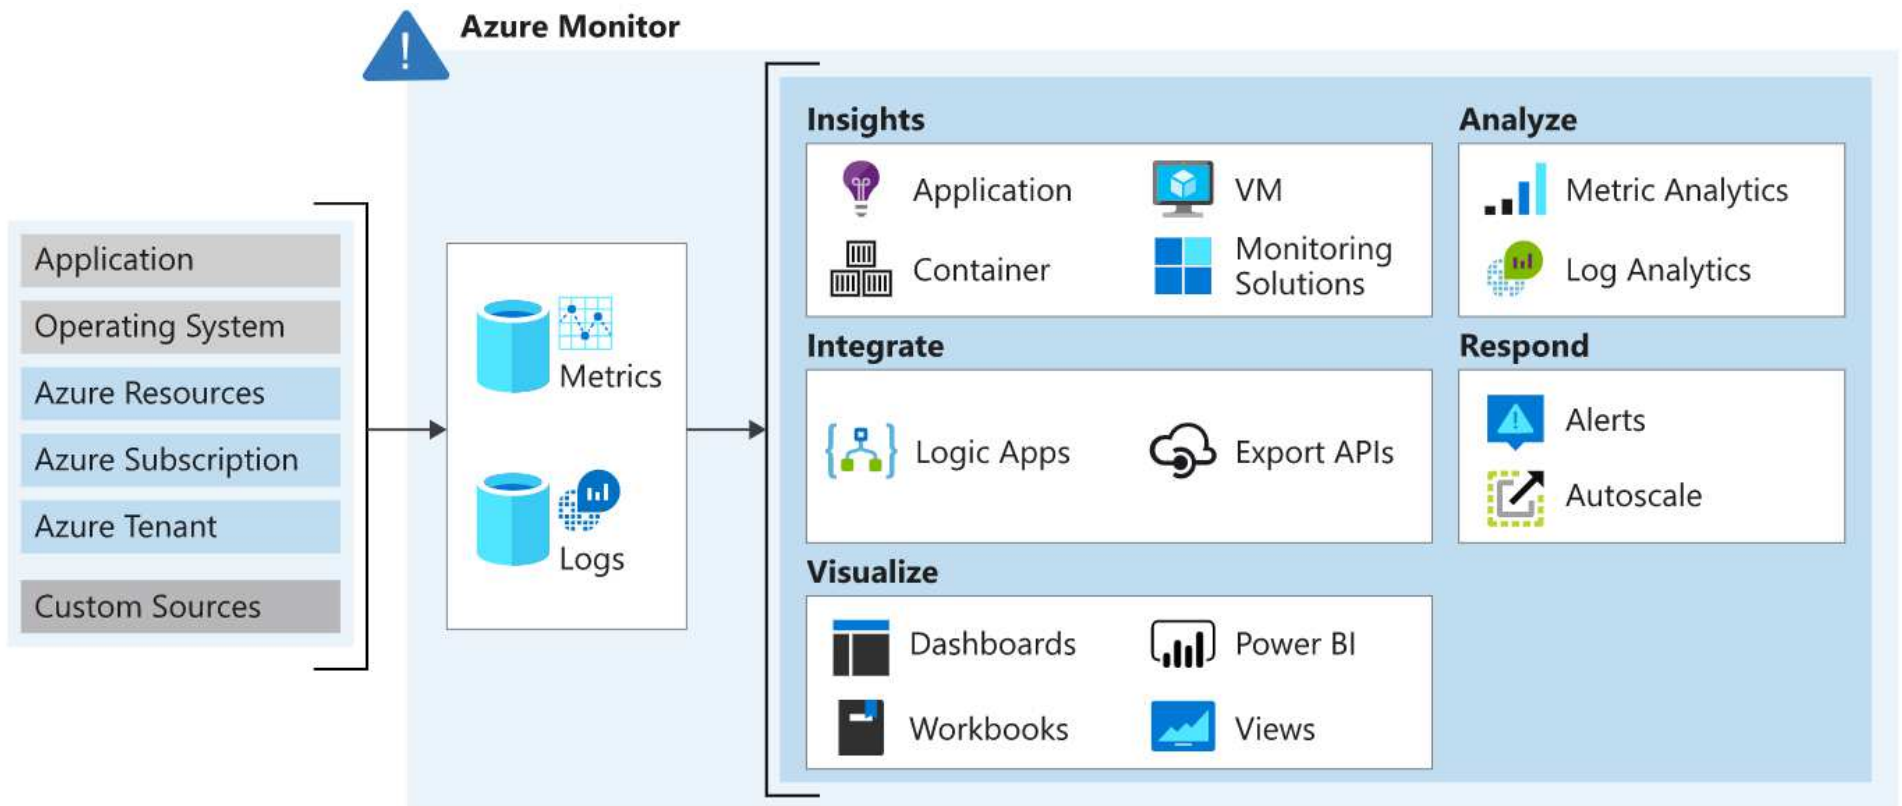 Azure Monitor
Application
Operating System
Azure Resources
Azure Subscription
Azure Tenant
Custom Sources
Metrics
Logs
Insights
Application
VM
Container
Monitoring
Solutions
Analyze
Metric Analytics
Log Analytics
Integrate
Logic Apps
Export APIs
Respond
Alerts
Autoscale
Visualize
Dashboards
Power BI
Workbooks
Views